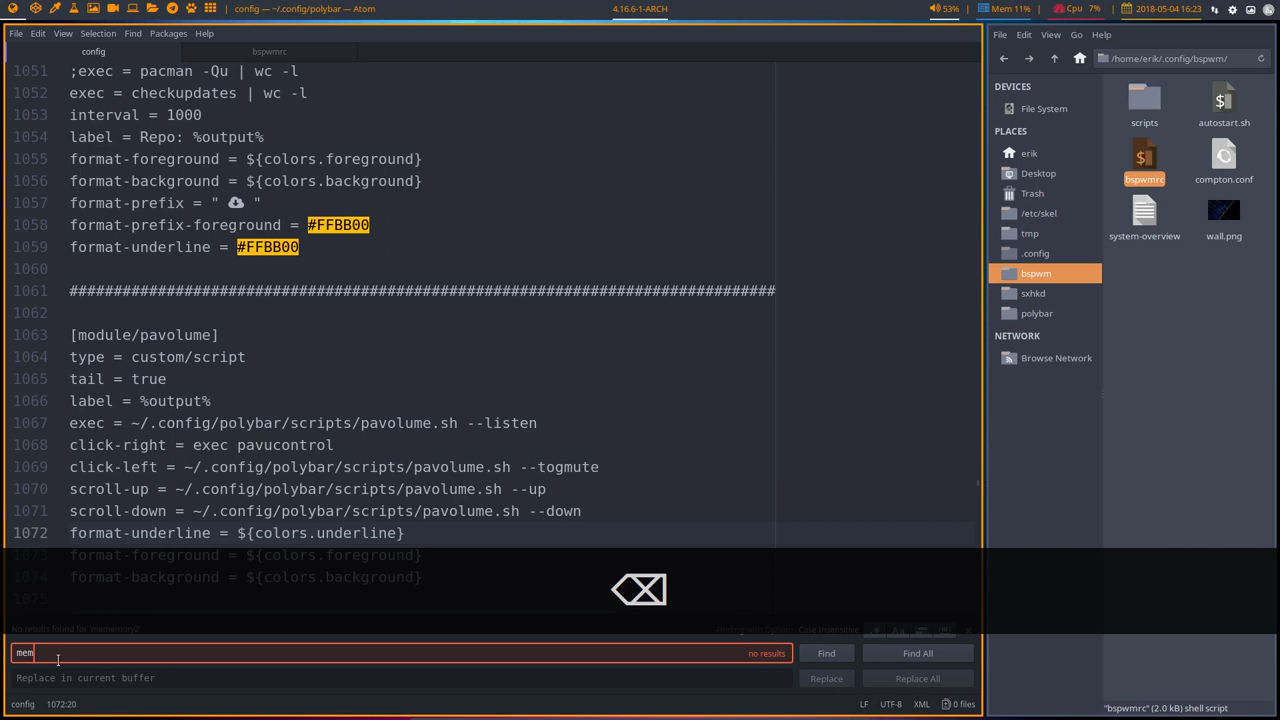 config — ~/.config/polybar — Atom
4.16.6-1-ARCH
53%
Mem 11%
Cpu 7%
2018-05-04 16:23
File Edit View Selection Find Packages Help
config
bspwmrc
1051 ;exec = pacman -Qu | wc -l
1052 exec = checkupdates | wc -l
1053 interval = 1000
1054 label = Repo: %output%
1055 format-foreground = ${colors.foreground}
1056 format-background = ${colors.background}
1057 format-prefix = " "
1058 format-prefix-foreground = #FFBB00
1059 format-underline = #FFBB00
1060
1061 ################################################################################
1062
1063 [module/pavolume]
1064 type = custom/script
1065 tail = true
1066 label = %output%
1067 exec = ~/.config/polybar/scripts/pavolume.sh --listen
1068 click-right = exec pavucontrol
1069 click-left = ~/.config/polybar/scripts/pavolume.sh --togmute
1070 scroll-up = ~/.config/polybar/scripts/pavolume.sh --up
1071 scroll-down = ~/.config/polybar/scripts/pavolume.sh --down
1072 format-underline = ${colors.underline}
1073 format-foreground = ${colors.foreground}
1074 format-background = ${colors.background}
1075
No results found for 'mememory2'
Finding with Options: Case Insensitive
mem
no results
Find
Find All
Replace in current buffer
Replace
Replace All
config 1072:20
LF UTF-8 XML 0 files
File Edit View Go Help
/home/erik/.config/bspwm/
DEVICES
File System
PLACES
erik
Desktop
Trash
/etc/skel
tmp
.config
bspwm
sxhkd
polybar
NETWORK
Browse Network
scripts
autostart.sh
bspwmrc
compton.conf
system-overview
wall.png
"bspwmrc" (2.0 kB) shell script